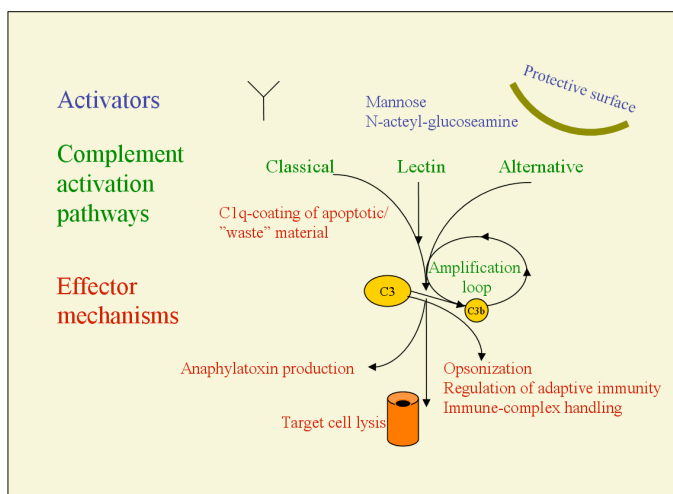 Activators
Mannose
N-acteyl-glucoseamine
Protective surface
Complement
activation
pathways
Classical
Lectin
Alternative
C1q-coating of apoptotic/
”waste” material
Amplification
loop
Effector
mechanisms
C3
C3b
Anaphylatoxin production
Opsonization
Regulation of adaptive immunity
Immune-complex handling
Target cell lysis